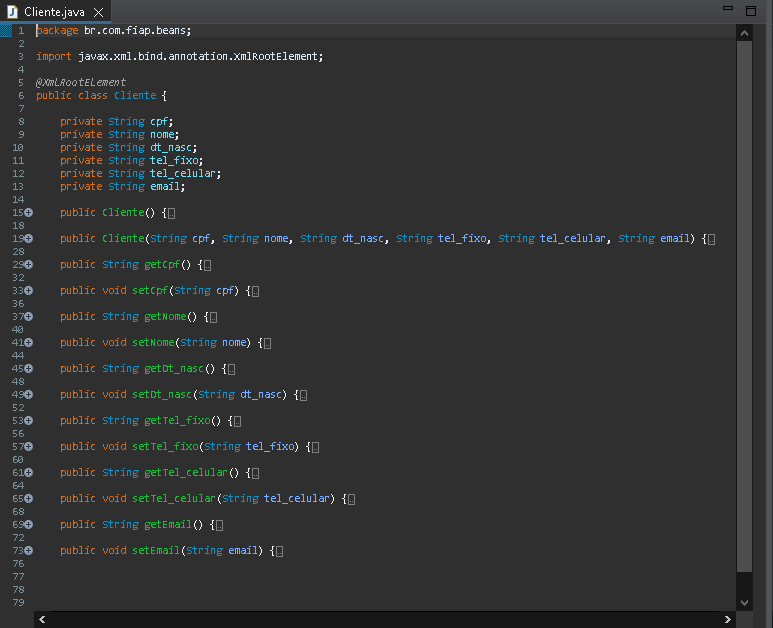 Cliente.java
1 package br.com.fiap.beans;
2
3 import javax.xml.bind.annotation.XmlRootElement;
4
5 @XmlRootElement
6 public class Cliente {
7
8 private String cpf;
9 private String nome;
10 private String dt_nasc;
11 private String tel_fixo;
12 private String tel_celular;
13 private String email;
14
15 public Cliente() {
18
19 public Cliente(String cpf, String nome, String dt_nasc, String tel_fixo, String tel_celular, String email) {
28
29 public String getCpf() {
32
33 public void setCpf(String cpf) {
36
37 public String getNome() {
40
41 public void setNome(String nome) {
44
45 public String getDt_nasc() {
48
49 public void setDt_nasc(String dt_nasc) {
52
53 public String getTel_fixo() {
56
57 public void setTel_fixo(String tel_fixo) {
60
61 public String getTel_celular() {
64
65 public void setTel_celular(String tel_celular) {
68
69 public String getEmail() {
72
73 public void setEmail(String email) {
76
77
78
79